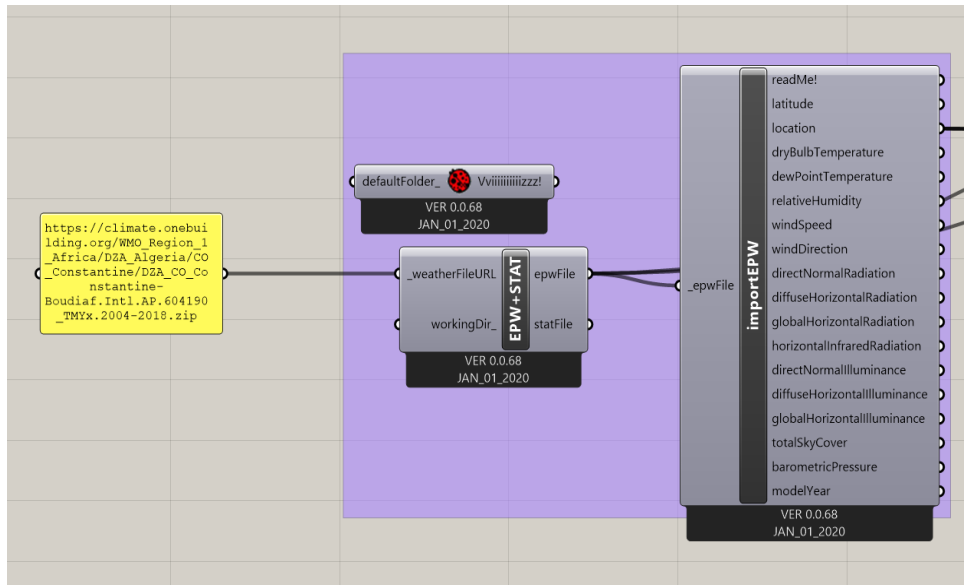 https://climate.onebui
lding.org/WMO_Region_1
_Africa/DZA_Algeria/CO
_Constantine/DZA_CO_Co
nstantine-
Boudiaf.Intl.AP.604190
_TMYx.2004-2018.zip
defaultFolder_ Vviiiiiiiiiizzz!
VER 0.0.68
JAN_01_2020
_weatherFileURL
workingDir_
EPW+STAT
epwFile
statFile
VER 0.0.68
JAN_01_2020
_epwFile
importEPW
readMe!
latitude
location
dryBulbTemperature
dewPointTemperature
relativeHumidity
windSpeed
windDirection
directNormalRadiation
diffuseHorizontalRadiation
globalHorizontalRadiation
horizontalInfraredRadiation
directNormalIlluminance
diffuseHorizontalIlluminance
globalHorizontalIlluminance
totalSkyCover
barometricPressure
modelYear
VER 0.0.68
JAN_01_2020